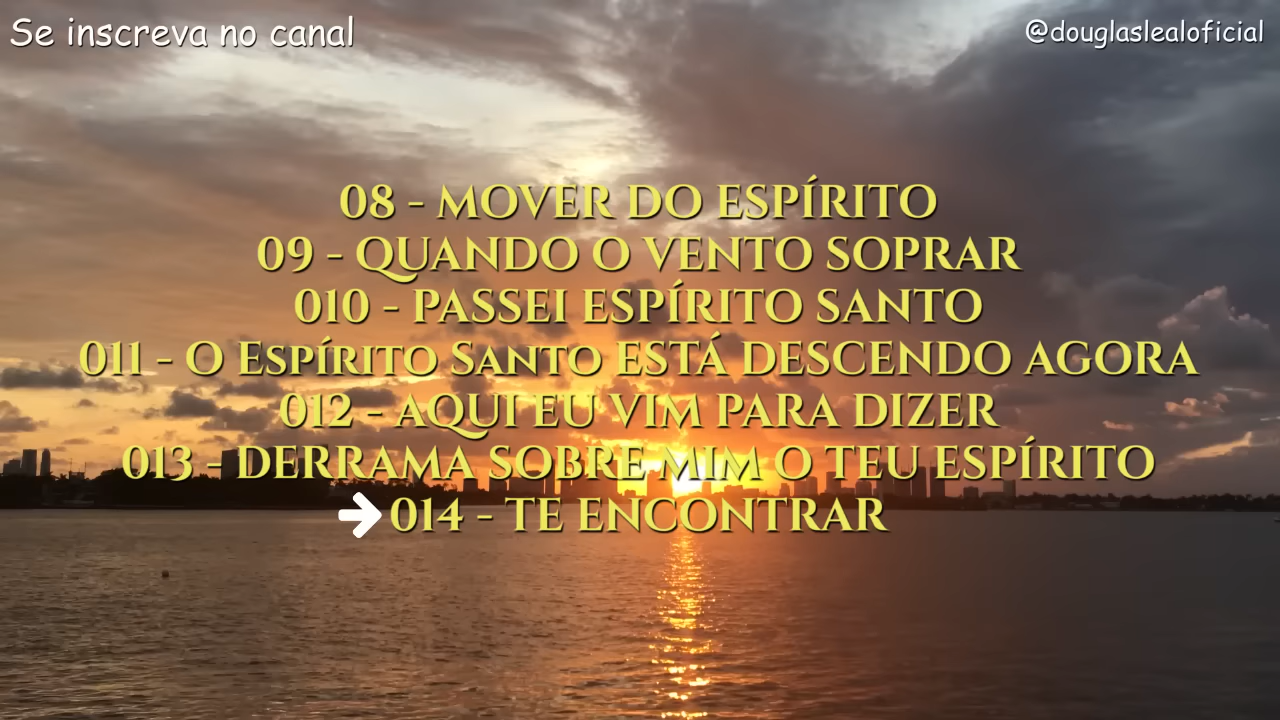 Se inscreva no canal
@douglaslealoficial
08 - MOVER DO ESPÍRITO
09 - QUANDO O VENTO SOPRAR
010 - PASSEI ESPÍRITO SANTO
011 - O Espírito Santo ESTÁ DESCENDO AGORA
012 - AQUI EU VIM PARA DIZER
013 - DERRAMA SOBRE MIM O TEU ESPÍRITO
014 - TE ENCONTRAR